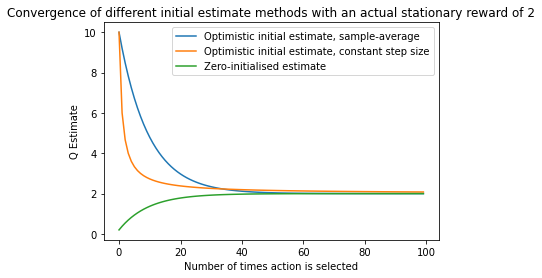 Convergence of different initial estimate methods with an actual stationary reward of 2
Optimistic initial estimate, sample-average
Optimistic initial estimate, constant step size
Zero-initialised estimate
Q Estimate
10
8
6
4
2
0
0
20
40
60
80
100
Number of times action is selected